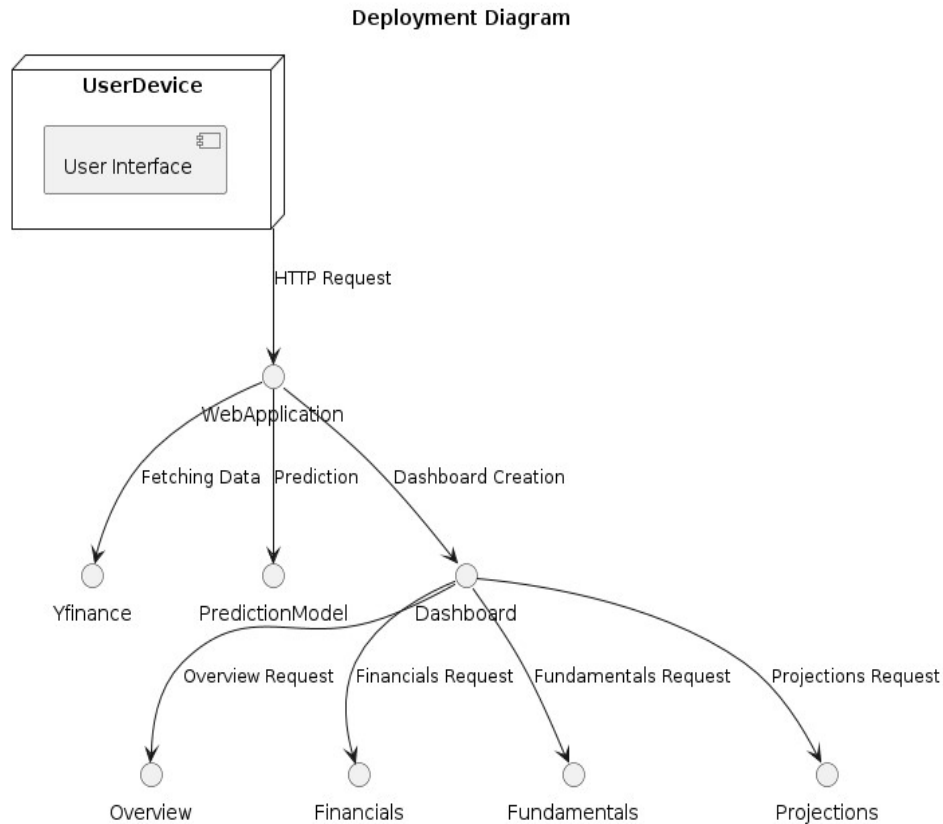 Deployment Diagram
UserDevice
User Interface
HTTP Request
WebApplication
Fetching Data
Prediction
Dashboard Creation
Yfinance
PredictionModel
Dashboard
Overview Request
Financials Request
Fundamentals Request
Projections Request
Overview
Financials
Fundamentals
Projections